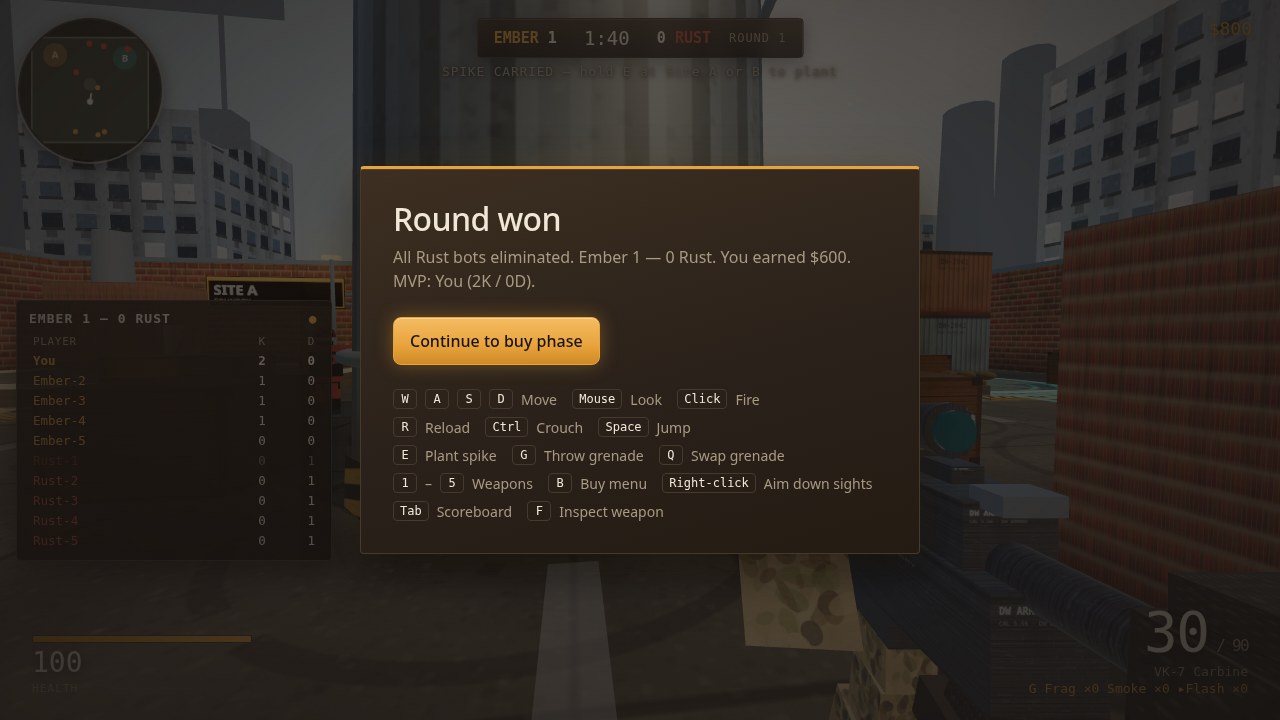 EMBER 1 1:40 0 RUST ROUND 1
$800
SPIKE CARRIED — hold E at site A or B to plant
A B
SITE A
Round won
All Rust bots eliminated. Ember 1 — 0 Rust. You earned $600.
MVP: You (2K / 0D).
Continue to buy phase
W A S D Move Mouse Look Click Fire
R Reload Ctrl Crouch Space Jump
E Plant spike G Throw grenade Q Swap grenade
1 – 5 Weapons B Buy menu Right-click Aim down sights
Tab Scoreboard F Inspect weapon
EMBER 1 — 0 RUST
PLAYER K D
You 2 0
Ember-2 1 0
Ember-3 1 0
Ember-4 1 0
Ember-5 0 0
Rust-1 0 1
Rust-2 0 1
Rust-3 0 1
Rust-4 0 1
Rust-5 0 1
100
HEALTH
30 / 90
VK-7 Carbine
G Frag ×0 Smoke ×0 ▸Flash ×0